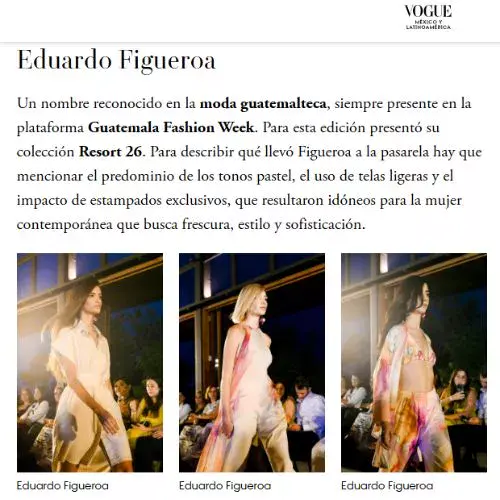 VOGUE
MÉXICO Y
LATINOAMÉRICA
Eduardo Figueroa
Un nombre reconocido en la moda guatemalteca, siempre presente en la
plataforma Guatemala Fashion Week. Para esta edición presentó su
colección Resort 26. Para describir qué llevó Figueroa a la pasarela hay que
mencionar el predominio de los tonos pastel, el uso de telas ligeras y el
impacto de estampados exclusivos, que resultaron idóneos para la mujer
contemporánea que busca frescura, estilo y sofisticación.
Eduardo Figueroa
Eduardo Figueroa
Eduardo Figueroa